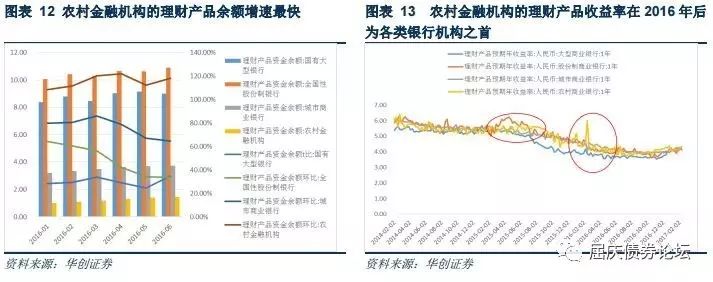 图表 12 农村金融机构的理财产品余额增速最快
12.00
10.00
8.00
6.00
4.00
2.00
0.00
140.00%
120.00%
100.00%
80.00%
60.00%
40.00%
20.00%
0.00%
2016-01
2016-02
2016-03
2016-04
2016-05
2016-06
理财产品资金余额:国有大型银行
理财产品资金余额:全国性股份制银行
理财产品资金余额:城市商业银行
理财产品资金余额:农村金融机构
理财产品资金余额环比:国有大型银行
理财产品资金余额环比:全国性股份制银行
理财产品资金余额环比:城市商业银行
理财产品资金余额环比:农村金融机构
资料来源：华创证券
图表 13 农村金融机构的理财产品收益率在 2016 年后
为各类银行机构之首
理财产品预期年收益率:人民币:大型商业银行:1年
理财产品预期年收益率:人民币:股份制商业银行:1年
理财产品预期年收益率:人民币:城市商业银行:1年
理财产品预期年收益率:人民币:农村商业银行:1年
7.00
6.00
5.00
4.00
3.00
2.00
1.00
0.00
2014-02-02
2014-04-02
2014-06-02
2014-08-02
2014-10-02
2014-12-02
2015-02-02
2015-04-02
2015-06-02
2015-08-02
2015-10-02
2015-12-02
2016-02-02
2016-04-02
2016-06-02
2016-08-02
2016-10-02
2016-12-02
2017-02-02
资料来源：华创证券
屈庆债券论坛